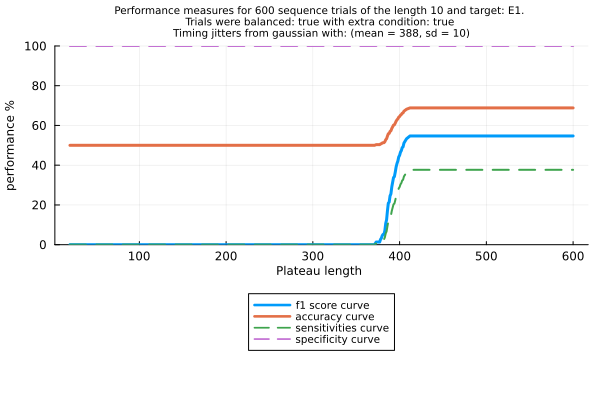 Performance measures for 600 sequence trials of the length 10 and target: E1.
Trials were balanced: true with extra condition: true
Timing jitters from gaussian with: (mean = 388, sd = 10)
100
80
60
40
20
0
performance %
100 200 300 400 500 600
Plateau length
f1 score curve
accuracy curve
sensitivities curve
specificity curve